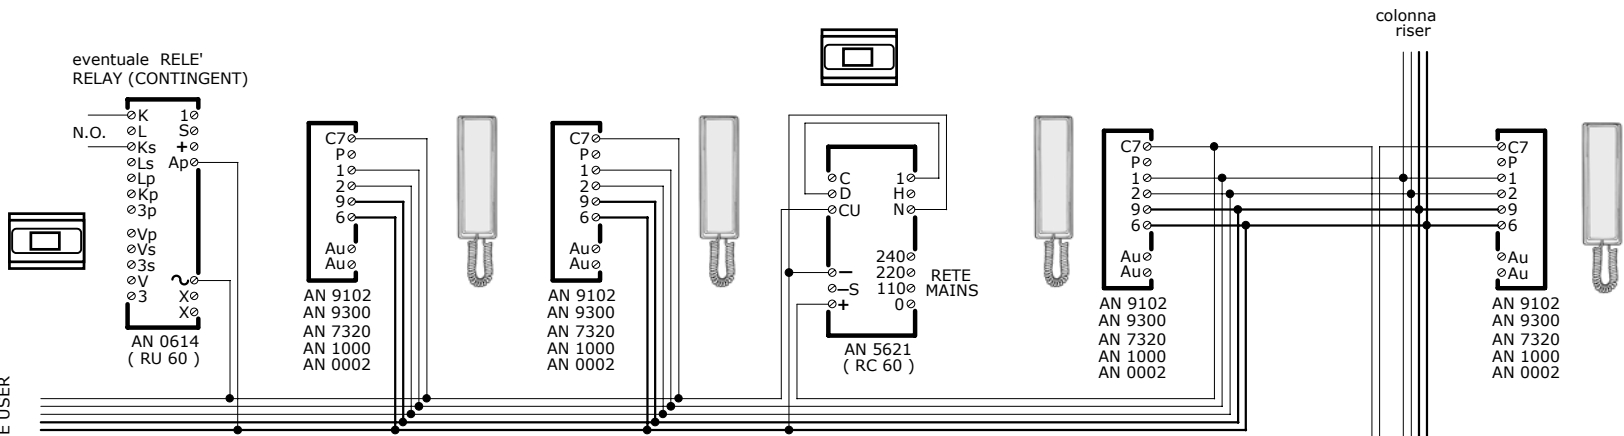 colonna
riser
eventuale RELE'
RELAY (CONTINGENT)
N.O.
K 1
L S
Ks +
Ls Ap
Lp
Kp
3p
Vp
Vs
3s
V ~
3 X
X
AN 0614
( RU 60 )
C7
P
1
2
9
6
Au
Au
AN 9102
AN 9300
AN 7320
AN 1000
AN 0002
C7
P
1
2
9
6
Au
Au
AN 9102
AN 9300
AN 7320
AN 1000
AN 0002
C 1
D H
CU N
240
− 220
−S 110
+ 0
RETE
MAINS
AN 5621
( RC 60 )
C7
P
1
2
9
6
Au
Au
AN 9102
AN 9300
AN 7320
AN 1000
AN 0002
C7
P
1
2
9
6
Au
Au
AN 9102
AN 9300
AN 7320
AN 1000
AN 0002
E USER